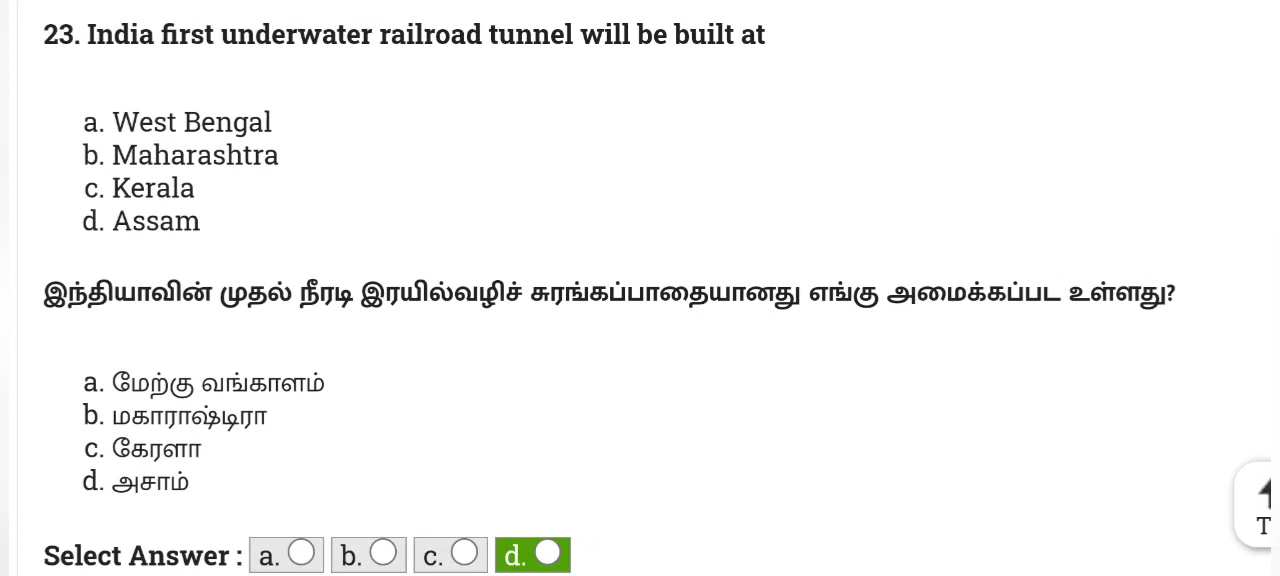 23. India first underwater railroad tunnel will be built at
a. West Bengal
b. Maharashtra
c. Kerala
d. Assam
இந்தியாவின் முதல் நீரடி இரயில்வழிச் சுரங்கப்பாதையானது எங்கு அமைக்கப்பட உள்ளது?
a. மேற்கு வங்காளம்
b. மகாராஷ்டிரா
c. கேரளா
d. அசாம்
Select Answer : a. b. c. d.
T